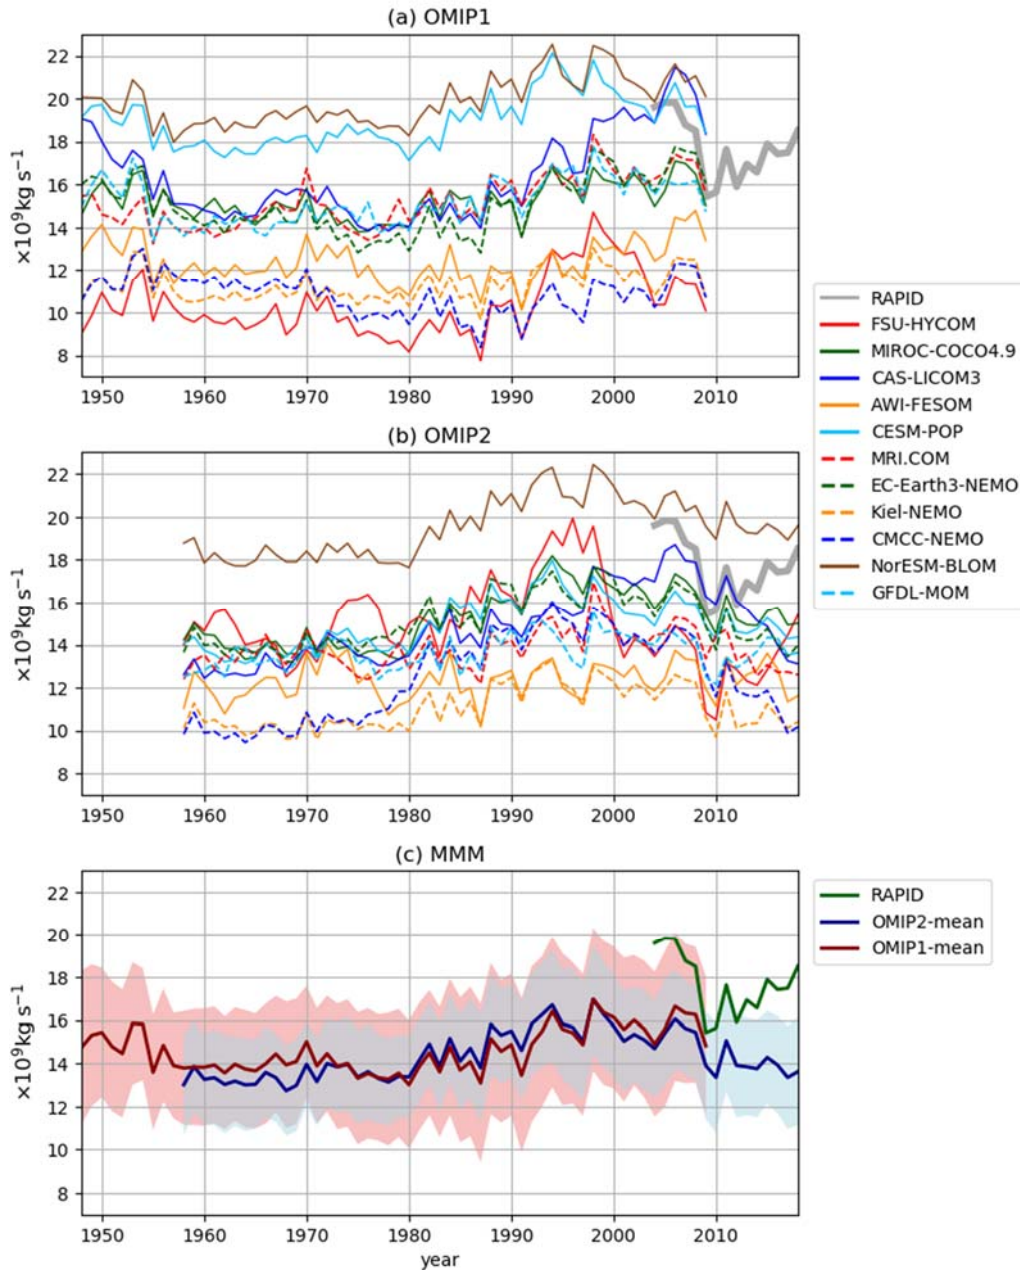 (a) OMIP1
×10⁹kg s⁻¹
22
20
18
16
14
12
10
8
1950 1960 1970 1980 1990 2000 2010
RAPID
FSU-HYCOM
MIROC-COCO4.9
CAS-LICOM3
AWI-FESOM
CESM-POP
MRI.COM
EC-Earth3-NEMO
Kiel-NEMO
CMCC-NEMO
NorESM-BLOM
GFDL-MOM
(b) OMIP2
×10⁹kg s⁻¹
22
20
18
16
14
12
10
8
1950 1960 1970 1980 1990 2000 2010
(c) MMM
×10⁹kg s⁻¹
22
20
18
16
14
12
10
8
1950 1960 1970 1980 1990 2000 2010
year
RAPID
OMIP2-mean
OMIP1-mean